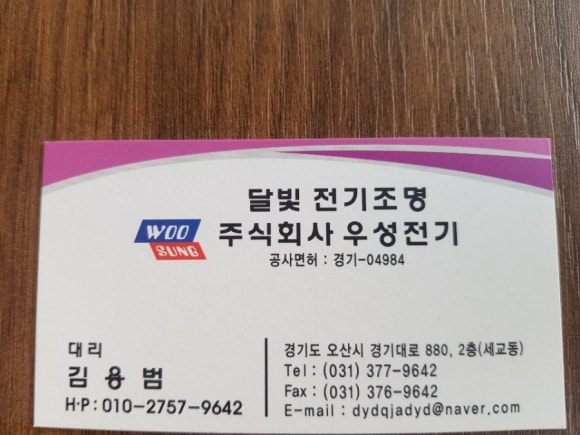 달빛 전기조명
WOO
SUNG
주식회사 우성전기
공사면허 : 경기-04984
대리
김용범
H·P : 010-2757-9642
경기도 오산시 경기대로 880, 2층(세교동)
Tel : (031) 377-9642
Fax : (031) 376-9642
E-mail : dydqjadyd@naver.com